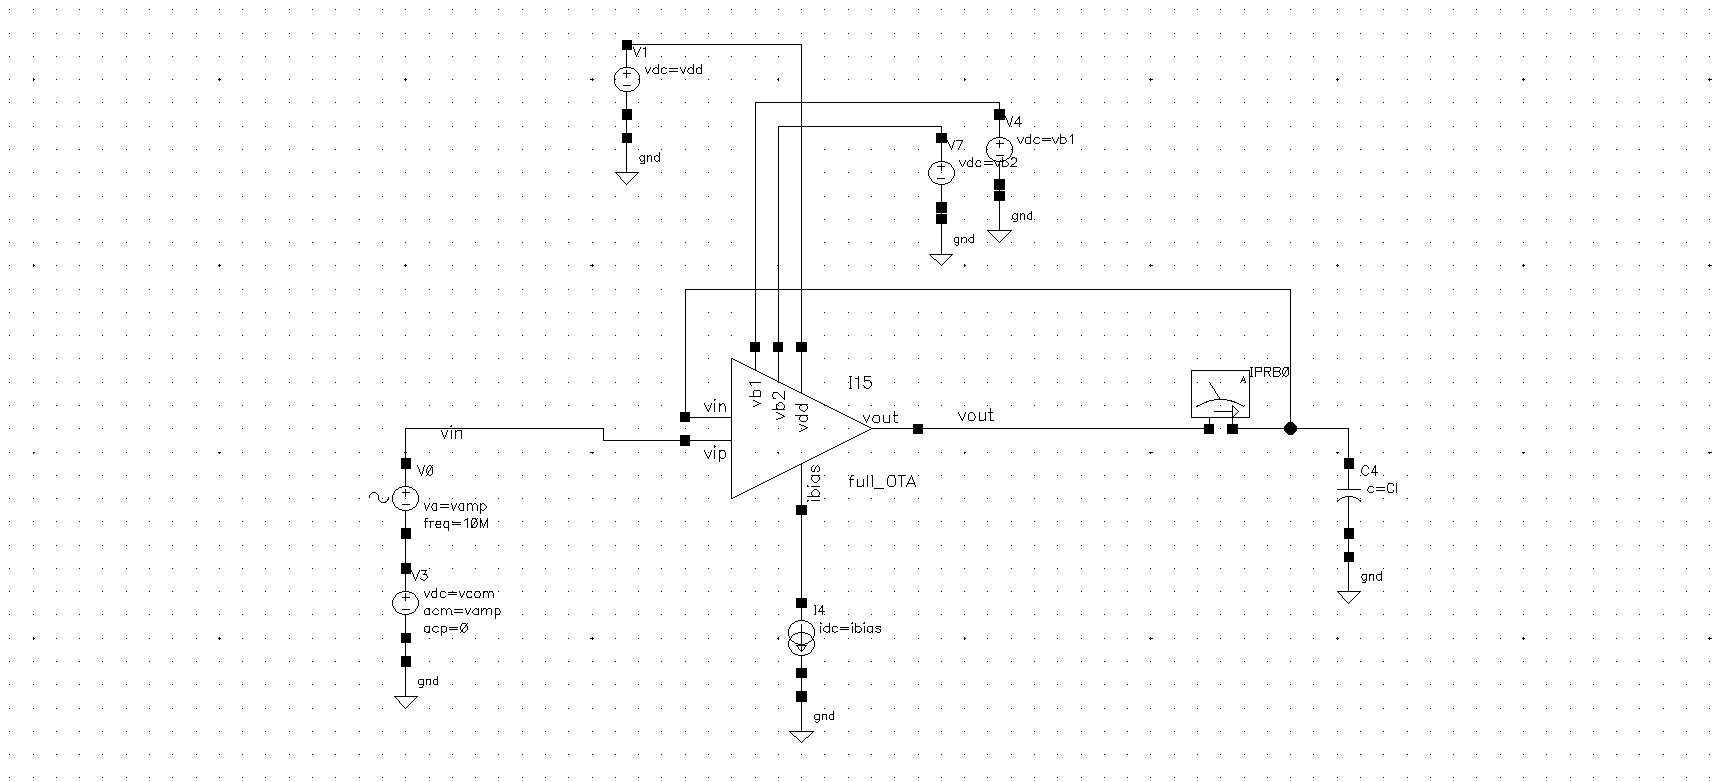 V1
vdc=vdd
gnd
V4
vdc=vb1
V7
vdc=vb2
gnd
gnd
IPRB0
A
I15
vb1
vb2
vdd
vin
vip
vout
vout
vin
ibias
full_OTA
V0
va=vamp
freq=10M
C4
c=Cl
gnd
V3
vdc=vcom
acm=vamp
acp=0
gnd
I4
idc=ibias
gnd